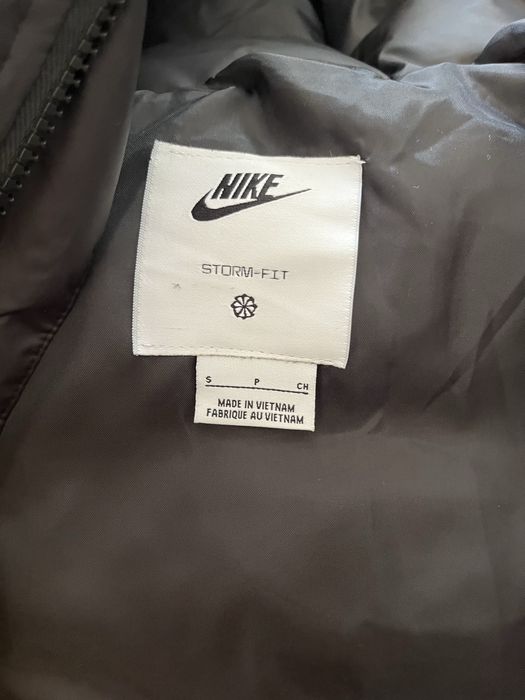 NIKE
STORM-FIT
S P CH
MADE IN VIETNAM
FABRIQUE AU VIETNAM